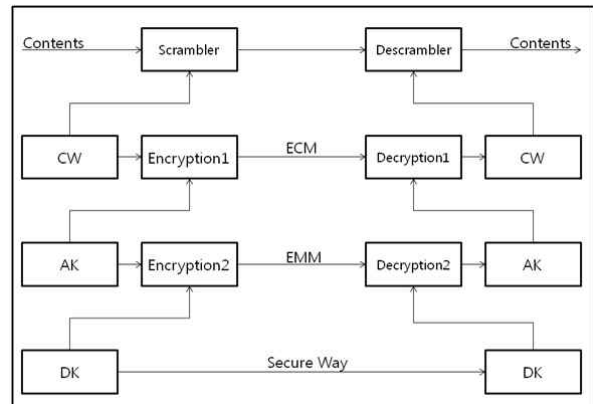 Contents Scrambler Descrambler Contents
CW Encryption1 ECM Decryption1 CW
AK Encryption2 EMM Decryption2 AK
DK Secure Way DK